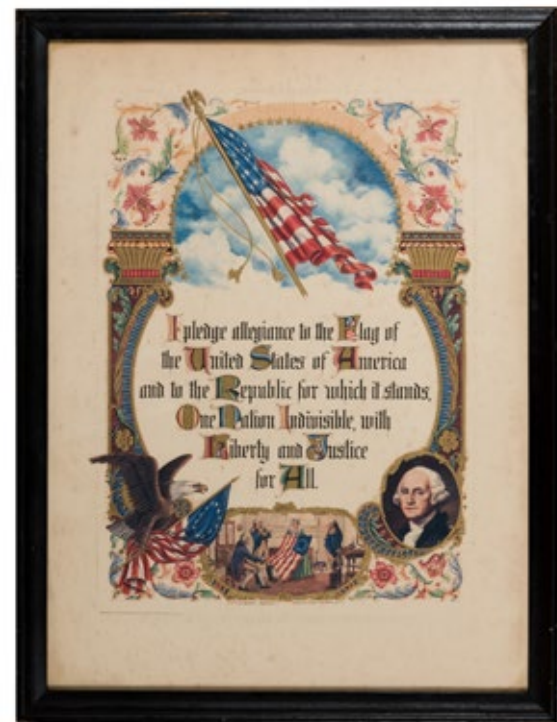 I pledge allegiance to the Flag of
the United States of America
and to the Republic for which it stands,
One Nation Indivisible, with
Liberty and Justice
for All.